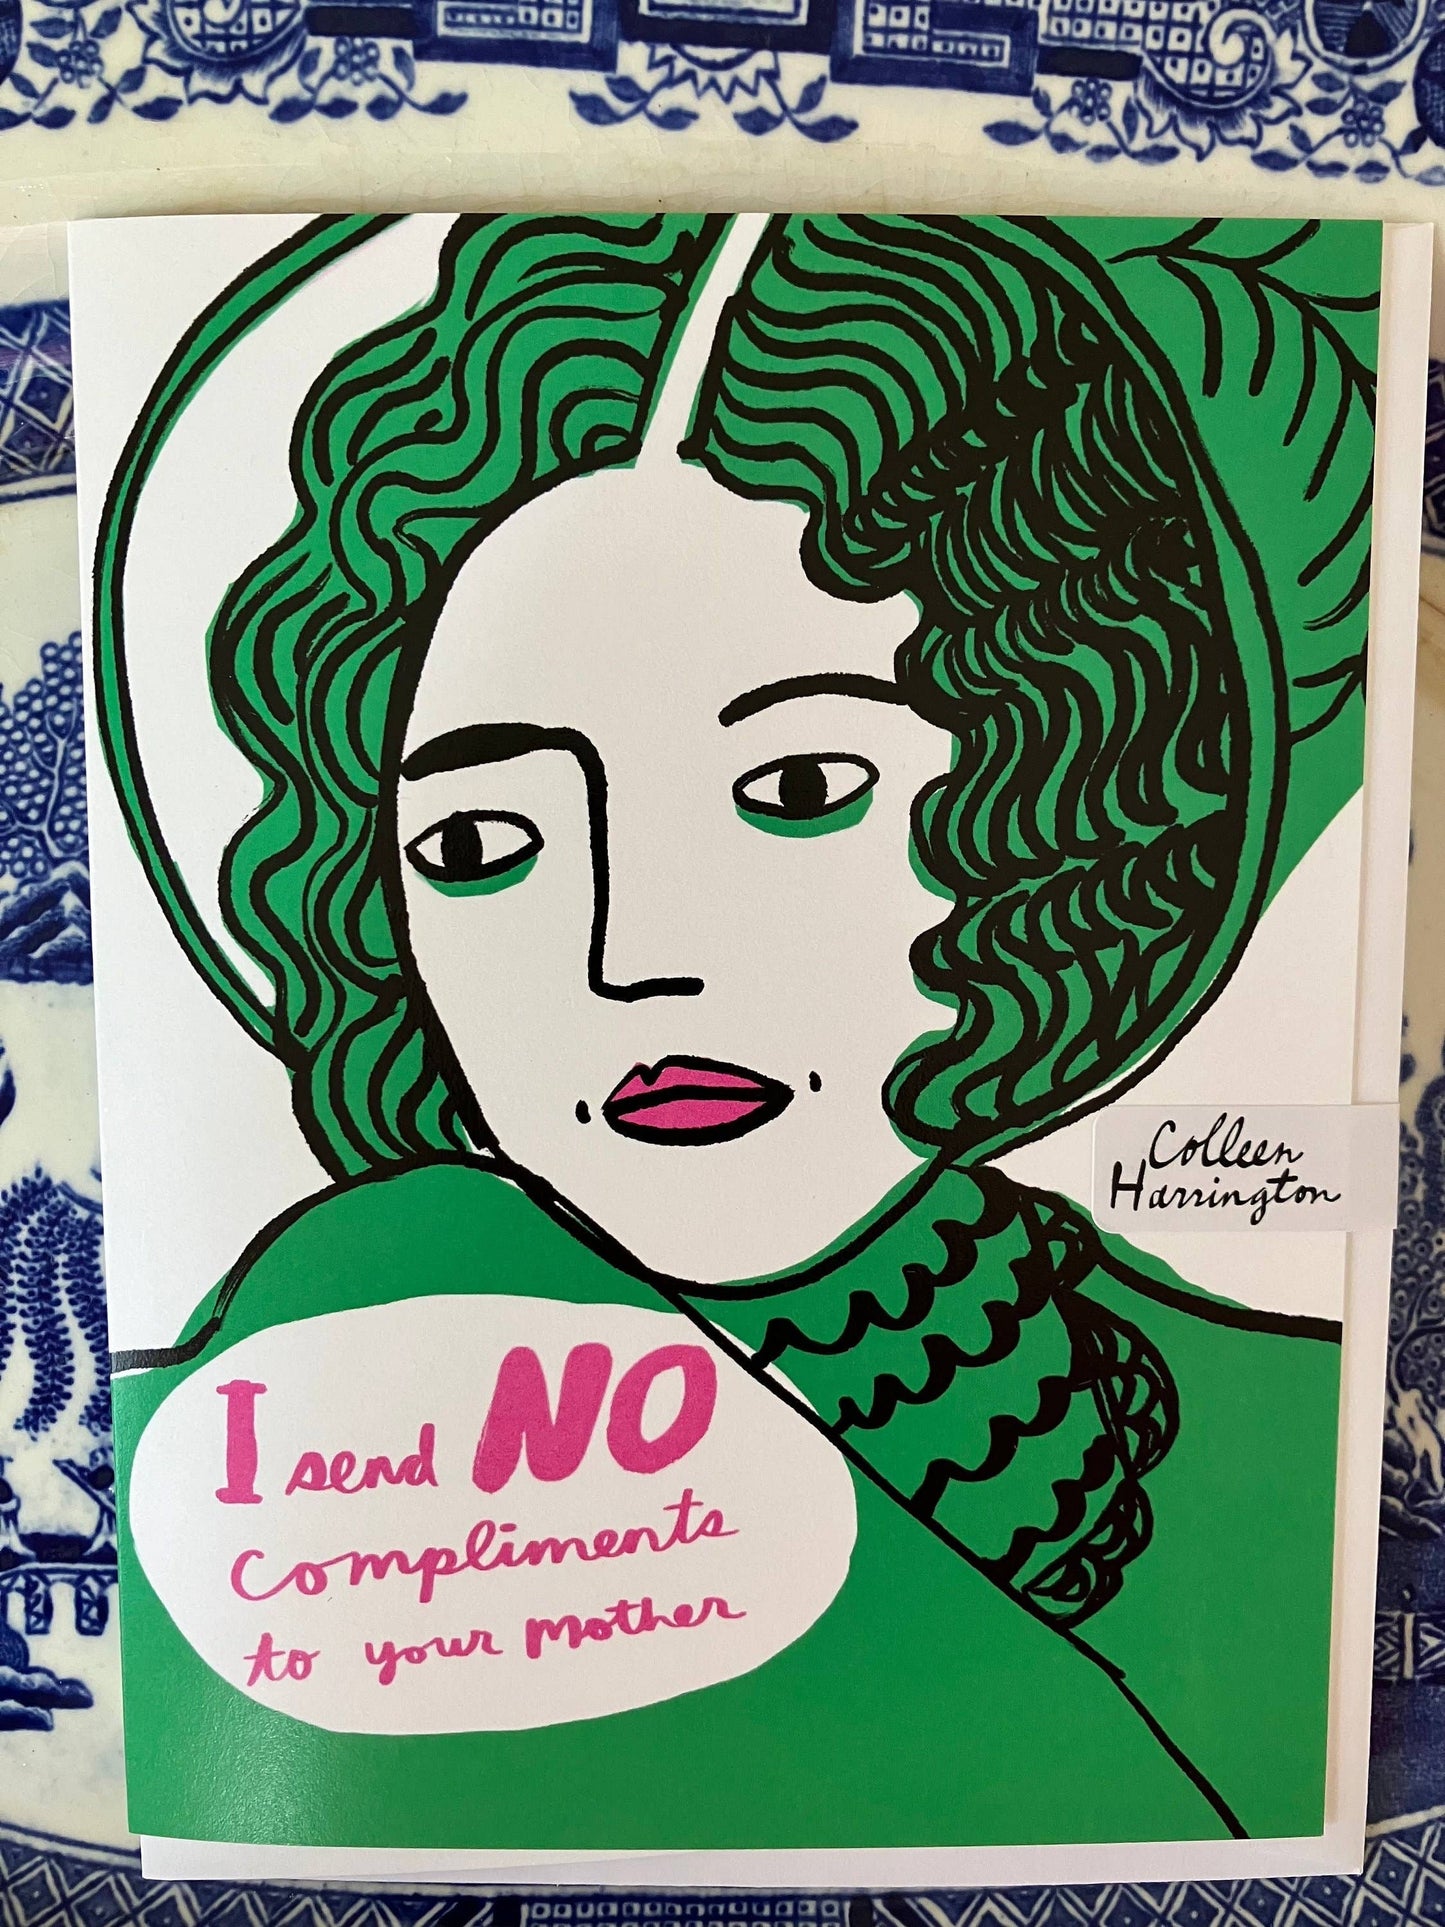 Colleen
Harrington
I send NO
compliments
to your mother